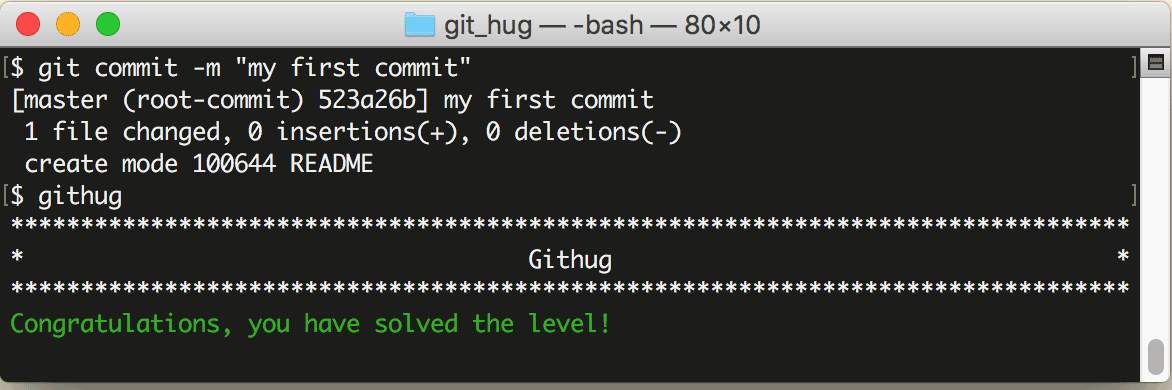 git_hug — -bash — 80×10
[$ git commit -m "my first commit" ]
[master (root-commit) 523a26b] my first commit
 1 file changed, 0 insertions(+), 0 deletions(-)
 create mode 100644 README
[$ githug ]
********************************************************************************
*                                    Githug                                    *
********************************************************************************
Congratulations, you have solved the level!